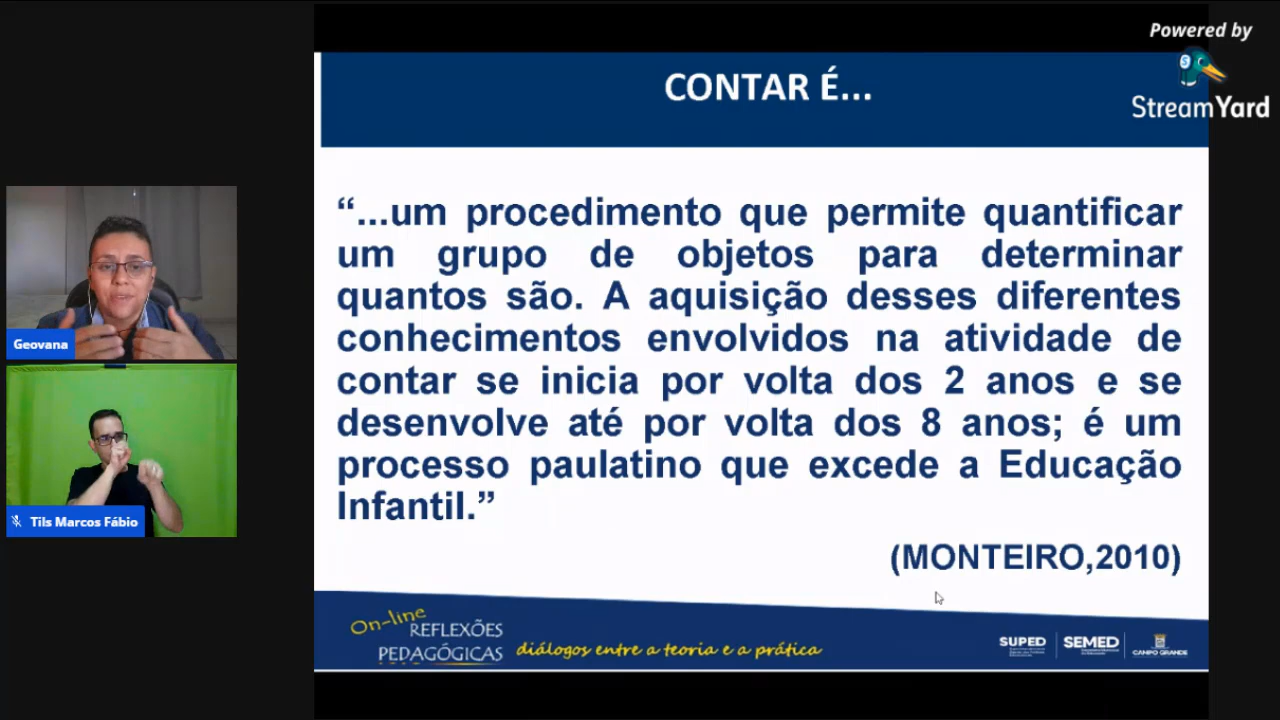 Powered by
StreamYard
CONTAR É...
“...um procedimento que permite quantificar
um grupo de objetos para determinar
quantos são. A aquisição desses diferentes
conhecimentos envolvidos na atividade de
contar se inicia por volta dos 2 anos e se
desenvolve até por volta dos 8 anos; é um
processo paulatino que excede a Educação
Infantil.”
(MONTEIRO,2010)
Geovana
Tils Marcos Fábio
On-line
REFLEXÕES
PEDAGÓGICAS
diálogos entre a teoria e a prática
SUPED
SEMED
CAMPO GRANDE